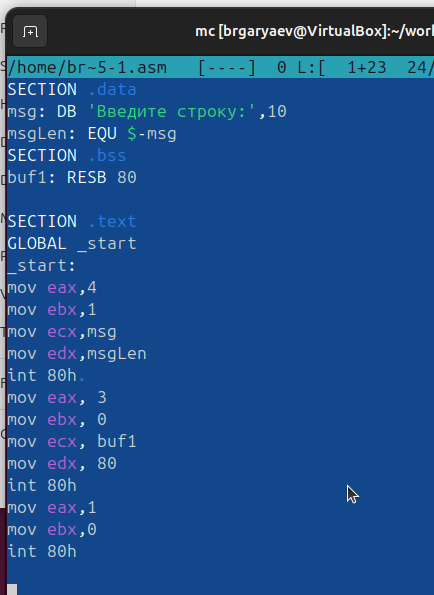 mc [brgaryaev@VirtualBox]:~/work
/home/br~5-1.asm   [----]  0 L:[  1+23  24/
SECTION .data
msg: DB 'Введите строку:',10
msgLen: EQU $-msg
SECTION .bss
buf1: RESB 80
SECTION .text
GLOBAL _start
_start:
mov eax,4
mov ebx,1
mov ecx,msg
mov edx,msgLen
int 80h.
mov eax, 3
mov ebx, 0
mov ecx, buf1
mov edx, 80
int 80h
mov eax,1
mov ebx,0
int 80h